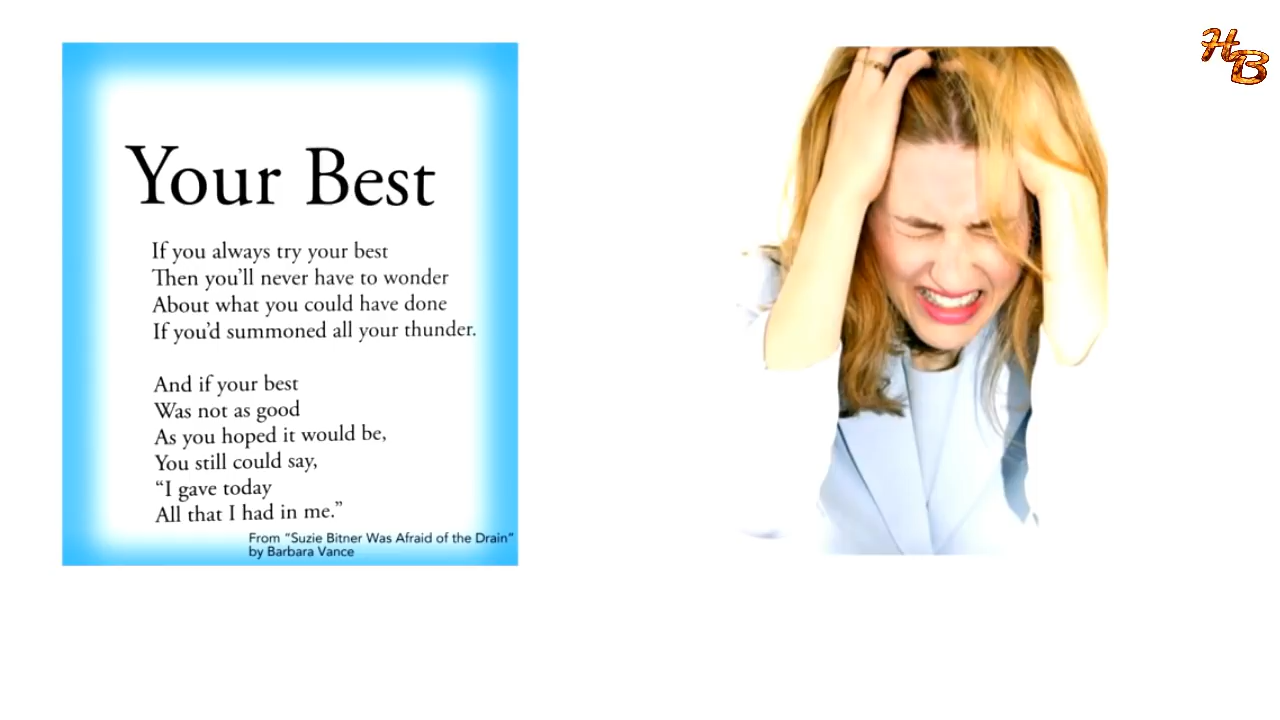 Your Best
If you always try your best
Then you'll never have to wonder
About what you could have done
If you'd summoned all your thunder.
And if your best
Was not as good
As you hoped it would be,
You still could say,
“I gave today
All that I had in me.”
From “Suzie Bitner Was Afraid of the Drain”
by Barbara Vance
HB